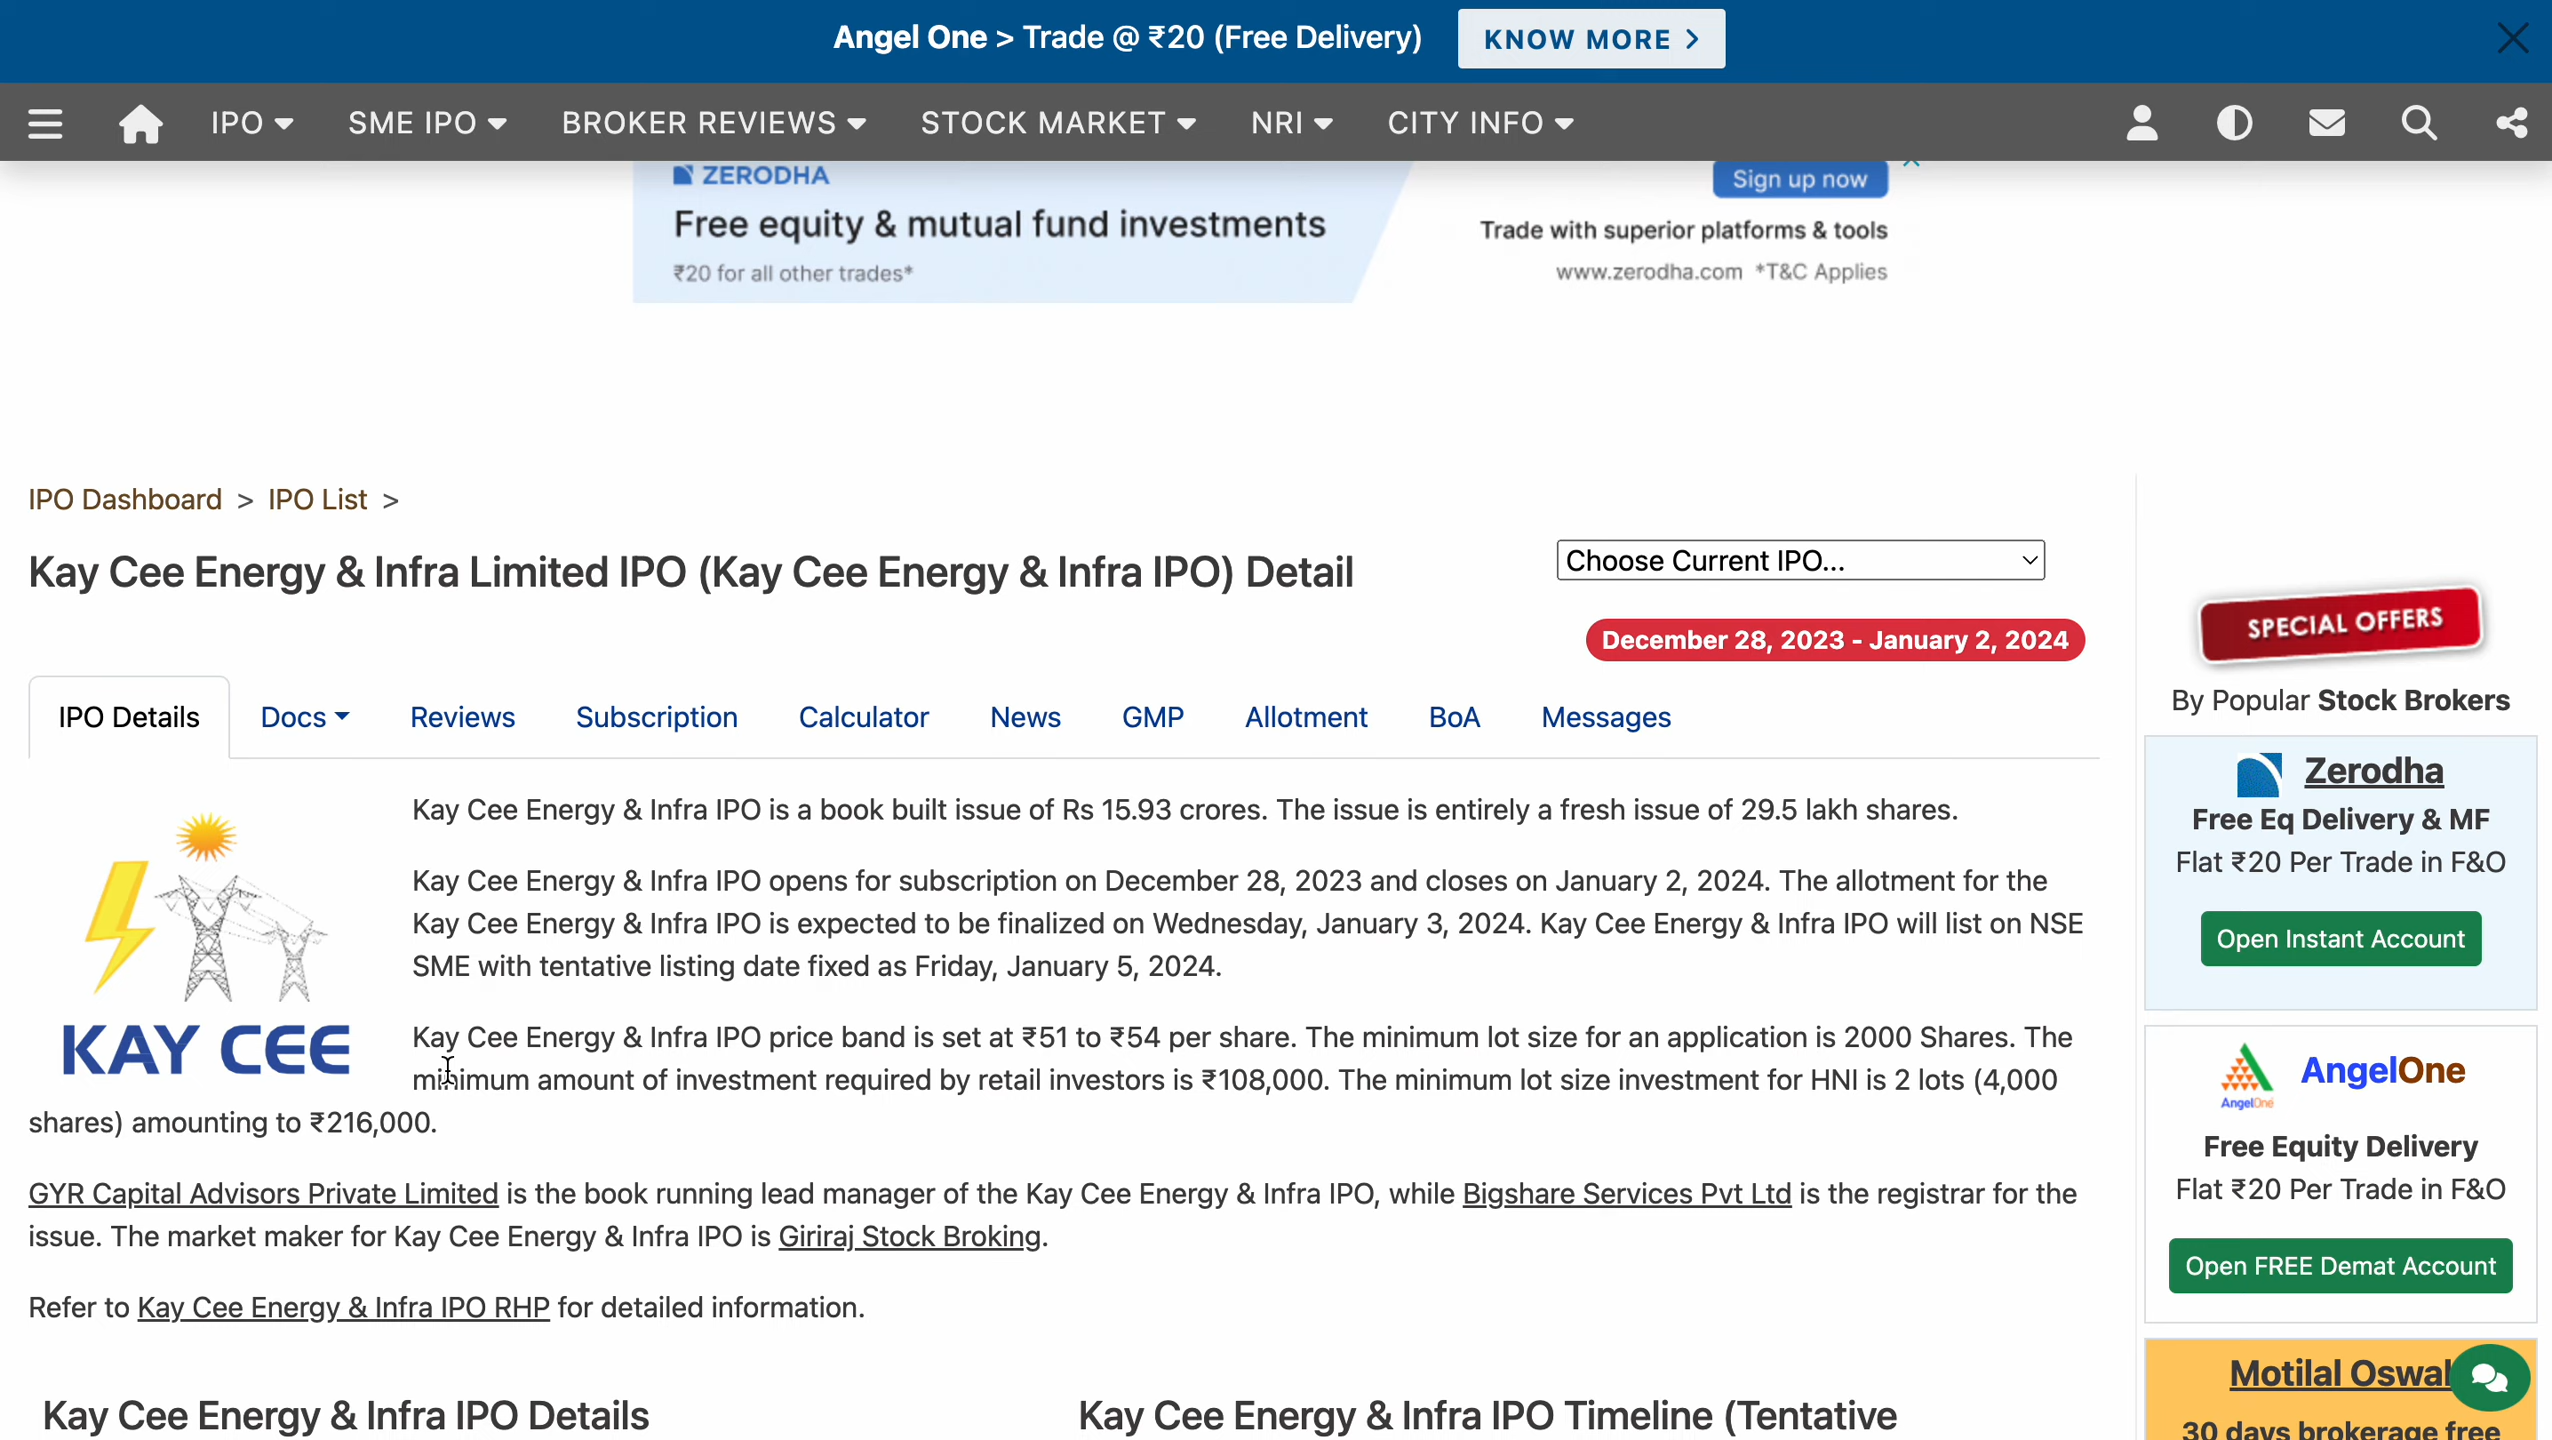 Angel One > Trade @ ₹20 (Free Delivery)
KNOW MORE >
IPO
SME IPO
BROKER REVIEWS
STOCK MARKET
NRI
CITY INFO
ZERODHA
Sign up now
Free equity & mutual fund investments
Trade with superior platforms & tools
₹20 for all other trades*
www.zerodha.com *T&C Applies
IPO Dashboard > IPO List >
Kay Cee Energy & Infra Limited IPO (Kay Cee Energy & Infra IPO) Detail
Choose Current IPO...
December 28, 2023 - January 2, 2024
IPO Details
Docs
Reviews
Subscription
Calculator
News
GMP
Allotment
BoA
Messages
KAY CEE
Kay Cee Energy & Infra IPO is a book built issue of Rs 15.93 crores. The issue is entirely a fresh issue of 29.5 lakh shares.
Kay Cee Energy & Infra IPO opens for subscription on December 28, 2023 and closes on January 2, 2024. The allotment for the
Kay Cee Energy & Infra IPO is expected to be finalized on Wednesday, January 3, 2024. Kay Cee Energy & Infra IPO will list on NSE
SME with tentative listing date fixed as Friday, January 5, 2024.
Kay Cee Energy & Infra IPO price band is set at ₹51 to ₹54 per share. The minimum lot size for an application is 2000 Shares. The
minimum amount of investment required by retail investors is ₹108,000. The minimum lot size investment for HNI is 2 lots (4,000
shares) amounting to ₹216,000.
GYR Capital Advisors Private Limited is the book running lead manager of the Kay Cee Energy & Infra IPO, while Bigshare Services Pvt Ltd is the registrar for the
issue. The market maker for Kay Cee Energy & Infra IPO is Giriraj Stock Broking.
Refer to Kay Cee Energy & Infra IPO RHP for detailed information.
Kay Cee Energy & Infra IPO Details
Kay Cee Energy & Infra IPO Timeline (Tentative
SPECIAL OFFERS
By Popular Stock Brokers
Zerodha
Free Eq Delivery & MF
Flat ₹20 Per Trade in F&O
Open Instant Account
AngelOne
AngelOne
Free Equity Delivery
Flat ₹20 Per Trade in F&O
Open FREE Demat Account
Motilal Oswal
30 days brokerage free